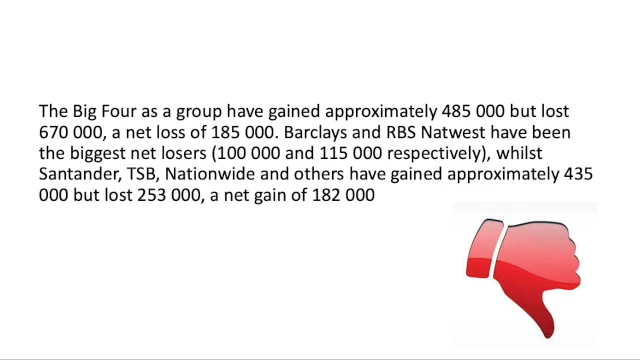 The Big Four as a group have gained approximately 485 000 but lost
670 000, a net loss of 185 000. Barclays and RBS Natwest have been
the biggest net losers (100 000 and 115 000 respectively), whilst
Santander, TSB, Nationwide and others have gained approximately 435
000 but lost 253 000, a net gain of 182 000